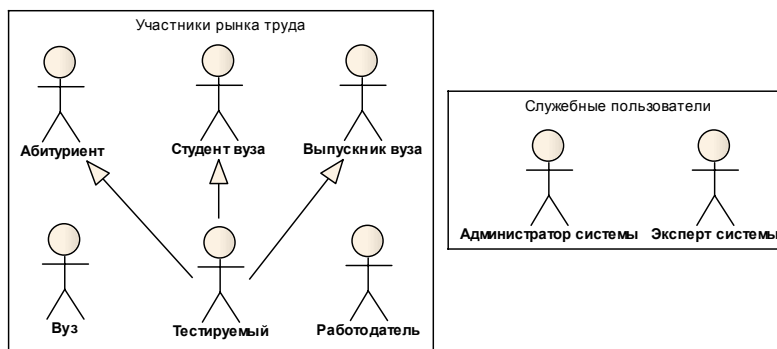 Участники рынка труда
Абитуриент
Студент вуза
Выпускник вуза
Вуз
Тестируемый
Работодатель
Служебные пользователи
Администратор системы
Эксперт системы